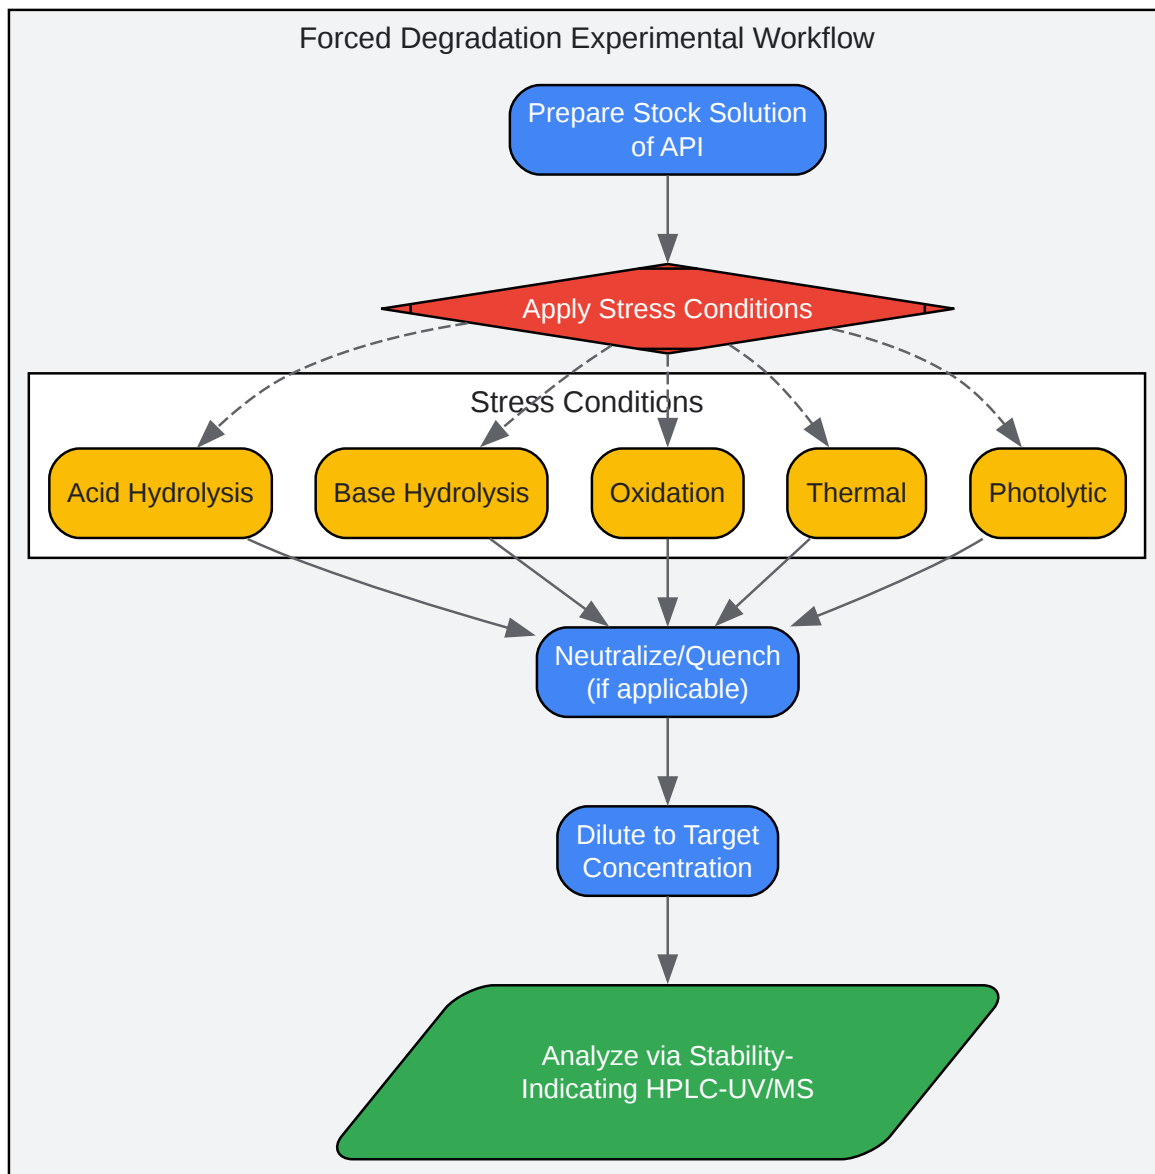 Forced Degradation Experimental Workflow
Prepare Stock Solution
of API
Apply Stress Conditions
Stress Conditions
Acid Hydrolysis
Base Hydrolysis
Oxidation
Thermal
Photolytic
Neutralize/Quench
(if applicable)
Dilute to Target
Concentration
Analyze via Stability-
Indicating HPLC-UV/MS